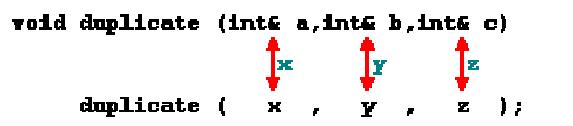 void duplicate (int& a,int& b,int& c)
x y z
duplicate ( x , y , z );